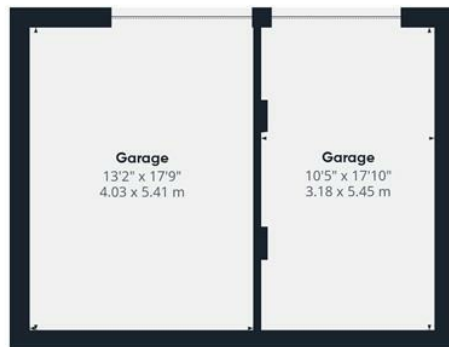 Garage
13'2" x 17'9"
4.03 x 5.41 m
Garage
10'5" x 17'10"
3.18 x 5.45 m